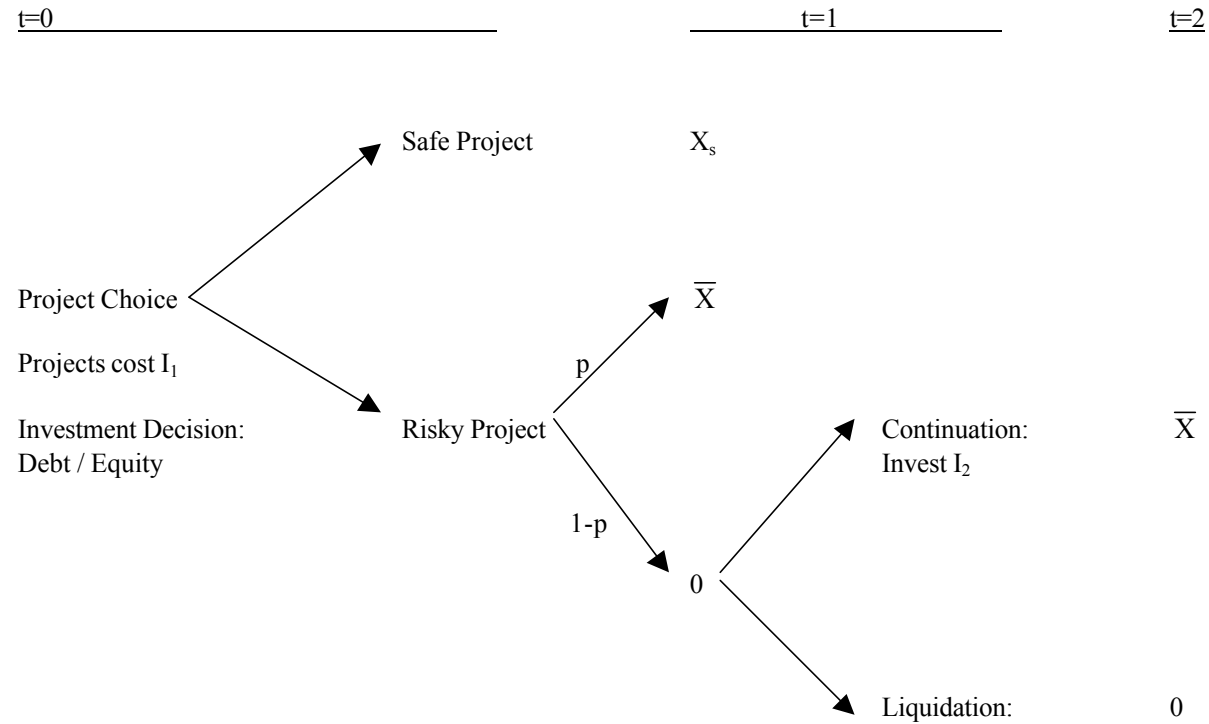 t=0 t=1 t=2
Safe Project Xₛ
Project Choice X̅
Projects cost I₁
p
Investment Decision: Risky Project Continuation: X̅
Debt / Equity Invest I₂
1-p
0
Liquidation: 0